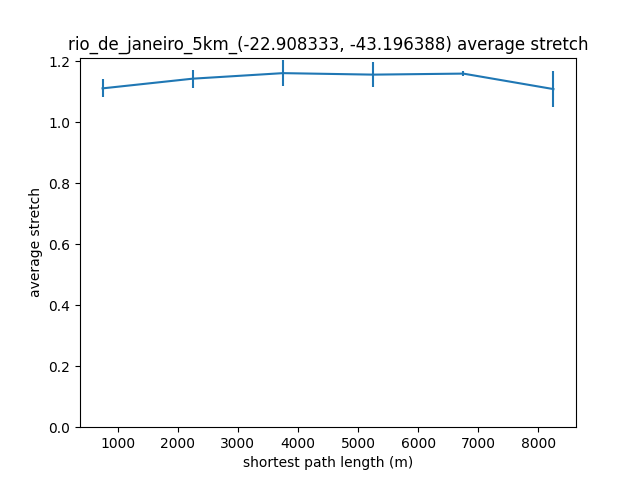 rio_de_janeiro_5km_(-22.908333, -43.196388) average stretch
1.2
1.0
0.8
0.6
0.4
0.2
0.0
average stretch
1000 2000 3000 4000 5000 6000 7000 8000
shortest path length (m)